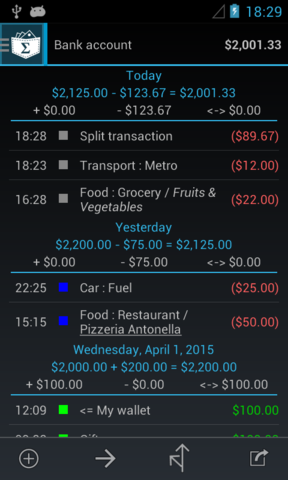 18:29
Σ Bank account $2,001.33
Today
$2,125.00 - $123.67 = $2,001.33
+ $0.00 - $123.67 <-> $0.00
18:28 Split transaction ($89.67)
18:23 Transport : Metro ($12.00)
16:28 Food : Grocery / Fruits & Vegetables ($22.00)
Yesterday
$2,200.00 - $75.00 = $2,125.00
+ $0.00 - $75.00 <-> $0.00
22:25 Car : Fuel ($25.00)
15:15 Food : Restaurant / Pizzeria Antonella ($50.00)
Wednesday, April 1, 2015
$2,000.00 + $200.00 = $2,200.00
+ $100.00 - $0.00 <-> $100.00
12:09 <= My wallet $100.00